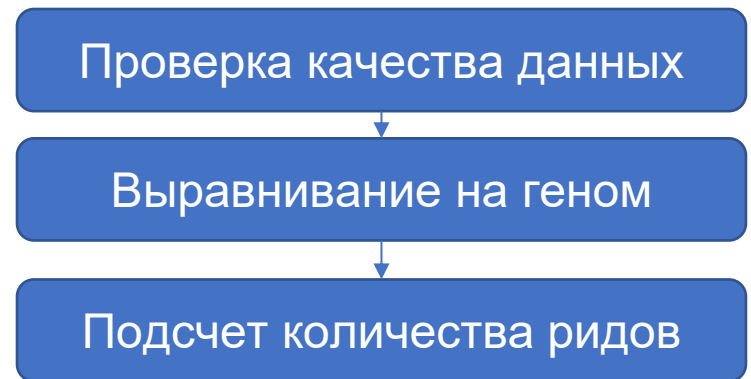 Проверка качества данных
Выравнивание на геном
Подсчет количества ридов